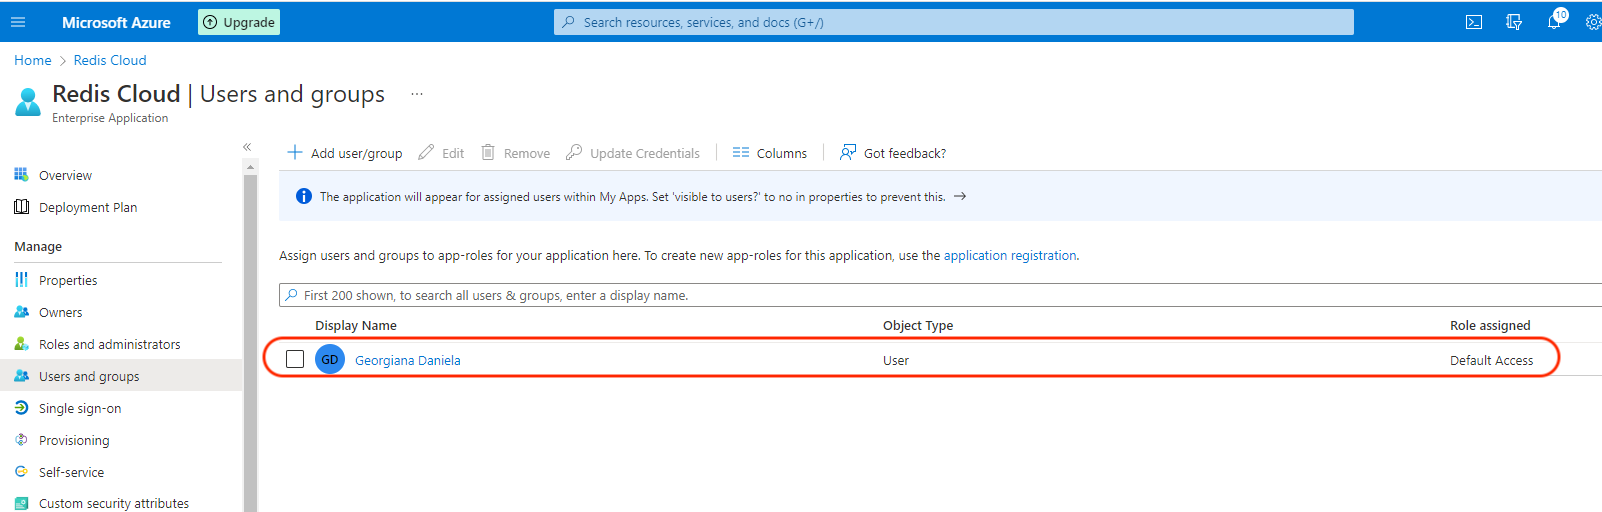 Microsoft Azure
Upgrade
Search resources, services, and docs (G+/)
10
Home > Redis Cloud
Redis Cloud | Users and groups ...
Enterprise Application
«
Add user/group
Edit
Remove
Update Credentials
Columns
Got feedback?
Overview
Deployment Plan
Manage
Properties
Owners
Roles and administrators
Users and groups
Single sign-on
Provisioning
Self-service
Custom security attributes
The application will appear for assigned users within My Apps. Set 'visible to users?' to no in properties to prevent this. →
Assign users and groups to app-roles for your application here. To create new app-roles for this application, use the application registration.
First 200 shown, to search all users & groups, enter a display name.
Display Name Object Type Role assigned
GD Georgiana Daniela User Default Access